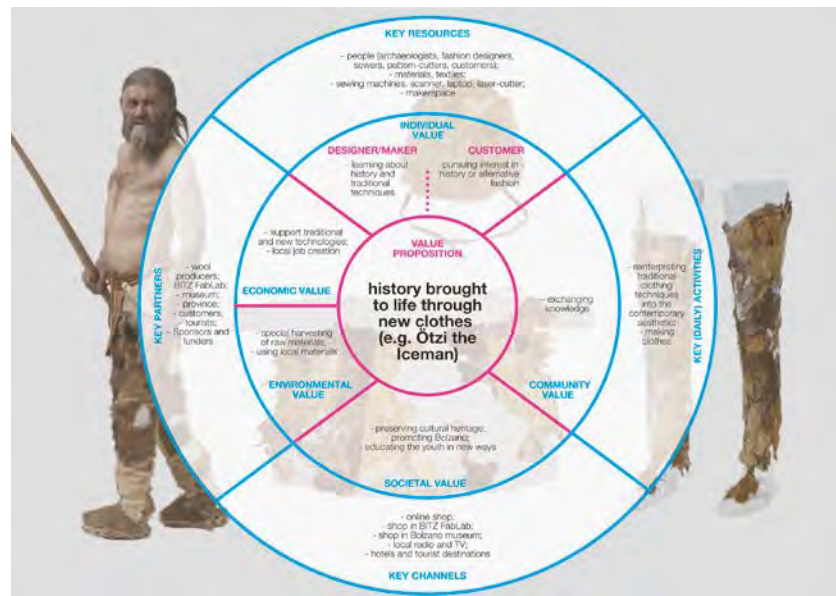 KEY RESOURCES
- people (archaeologists, fashion designers,
sewers, pattern-cutters, customers);
- materials, textiles;
- sewing machines, scanner, laptop, laser-cutter;
- makerspace
INDIVIDUAL
VALUE
DESIGNER/MAKER
- learning about
history and
traditional
techniques
CUSTOMER
- pursuing interest in
history or alternative
fashion
- support traditional
and new technologies;
- local job creation
ECONOMIC VALUE
VALUE
PROPOSITION
history brought
to life through
new clothes
(e.g. Ötzi the
Iceman)
KEY PARTNERS
- wool
producers;
BITZ FabLab;
- museum;
- province;
- customers,
- tourists;
- Sponsors and
funders
- special harvesting
of raw materials;
- using local materials
ENVIRONMENTAL
VALUE
- exchanging
knowledge
COMMUNITY
VALUE
- reinterpreting
traditional
clothing
techniques
into the
contemporary
aesthetic;
- making
clothes
KEY (DAILY) ACTIVITIES
- preserving cultural heritage;
promoting Bolzano;
- educating the youth in new ways
SOCIETAL VALUE
- online shop;
- shop in BITZ FabLab;
- shop in Bolzano museum;
- local radio and TV;
- hotels and tourist destinations
KEY CHANNELS